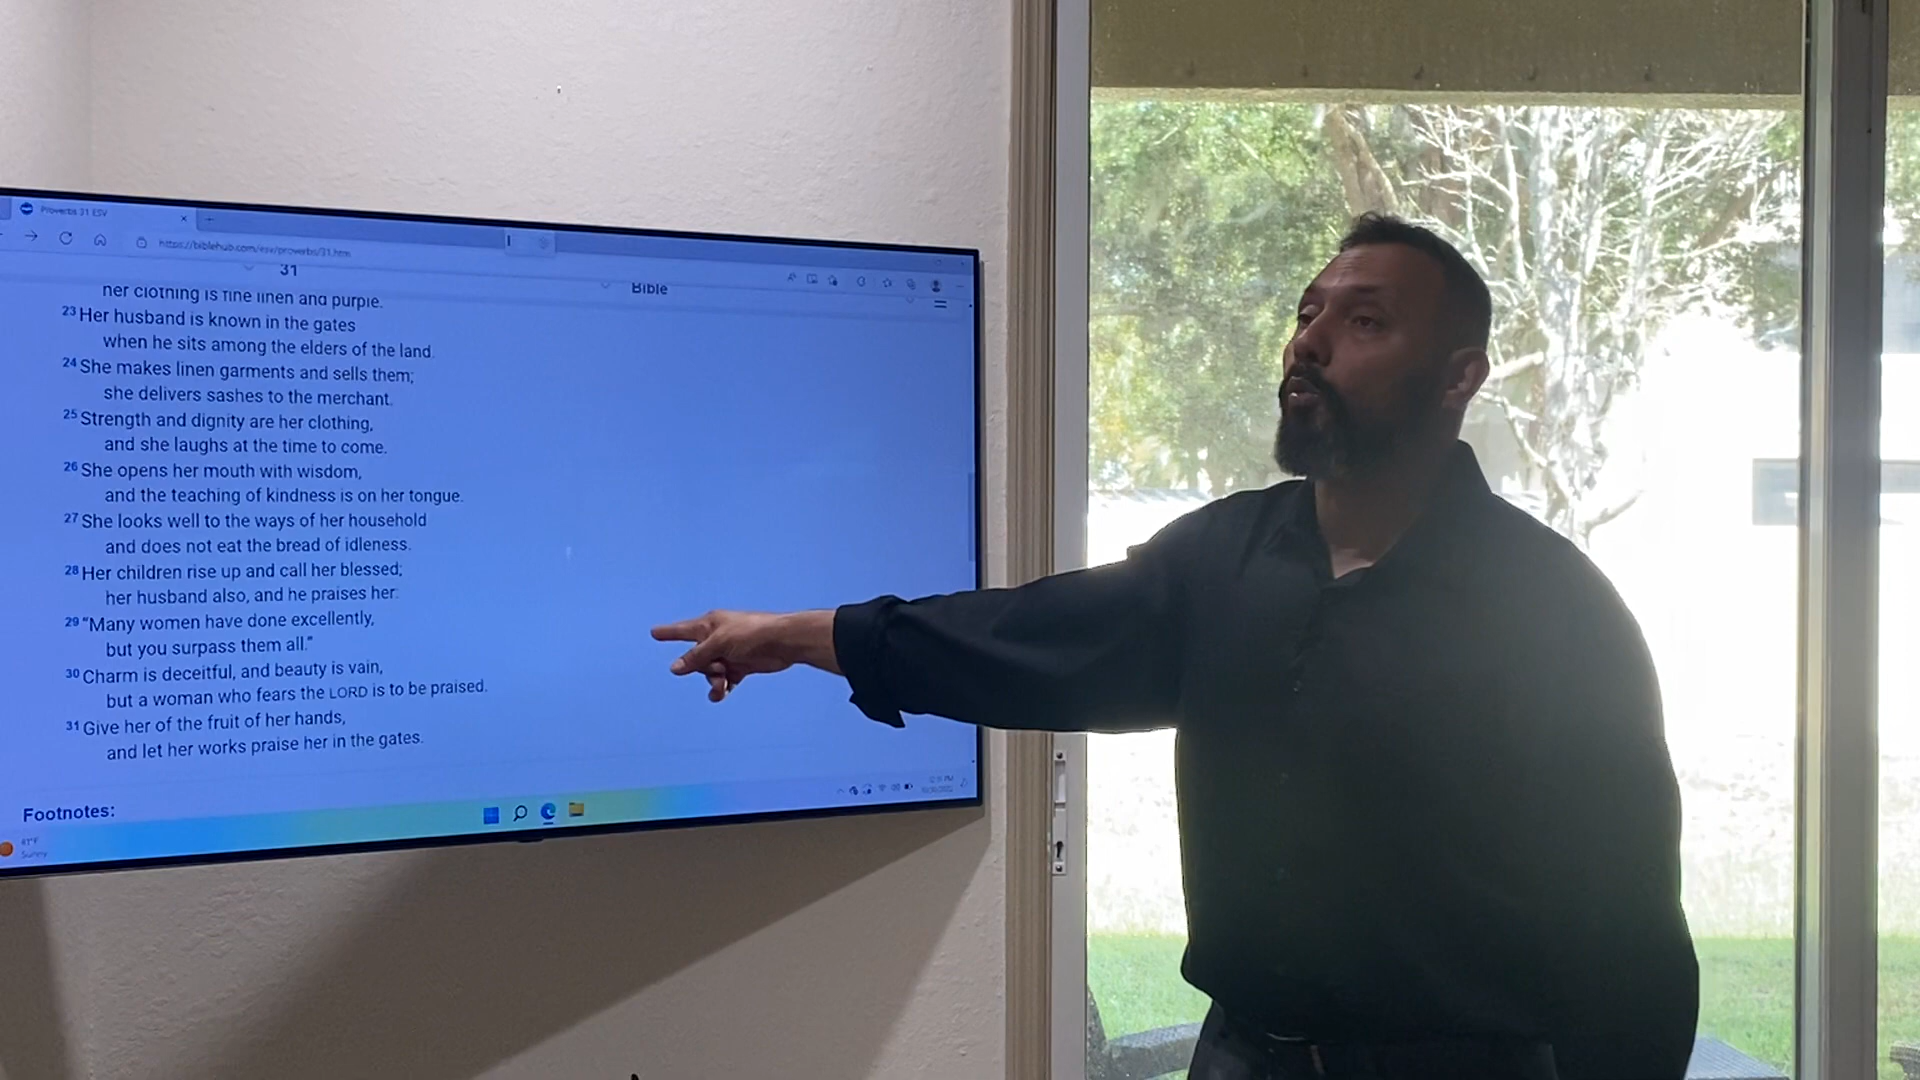 Proverbs 31 ESV
https://biblehub.com/esv/proverbs/31.htm
31
Bible
her clothing is fine linen and purple.
23 Her husband is known in the gates
when he sits among the elders of the land.
24 She makes linen garments and sells them;
she delivers sashes to the merchant.
25 Strength and dignity are her clothing,
and she laughs at the time to come.
26 She opens her mouth with wisdom,
and the teaching of kindness is on her tongue.
27 She looks well to the ways of her household
and does not eat the bread of idleness.
28 Her children rise up and call her blessed;
her husband also, and he praises her:
29 “Many women have done excellently,
but you surpass them all.”
30 Charm is deceitful, and beauty is vain,
but a woman who fears the LORD is to be praised.
31 Give her of the fruit of her hands,
and let her works praise her in the gates.
Footnotes:
Sunny